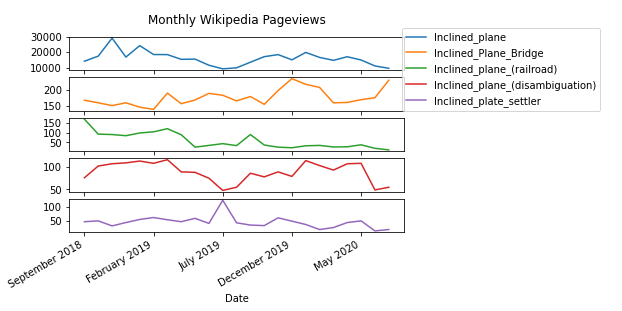 Monthly Wikipedia Pageviews
30000
20000
10000
Inclined_plane
Inclined_Plane_Bridge
Inclined_plane_(railroad)
Inclined_plane_(disambiguation)
Inclined_plate_settler
200
150
150
100
50
100
50
100
50
September 2018
February 2019
July 2019
December 2019
May 2020
Date